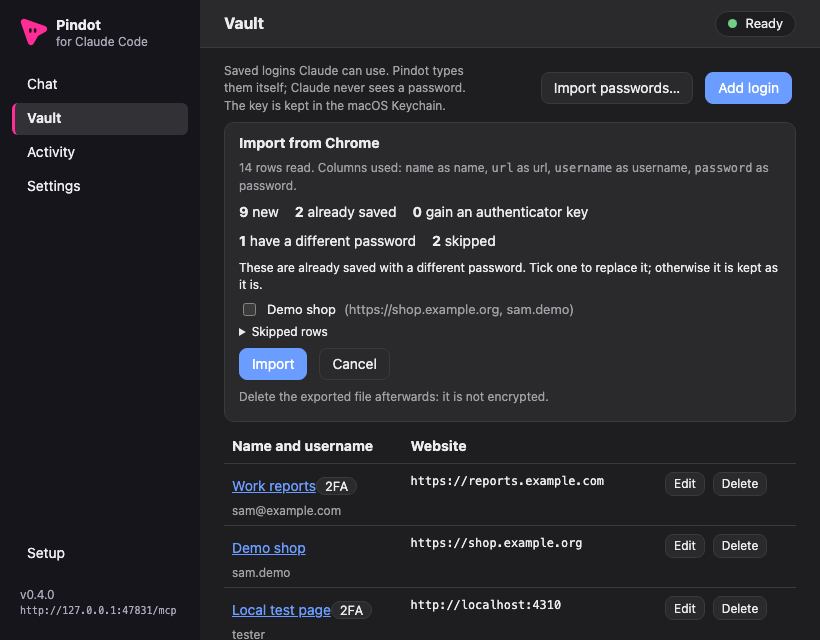 Pindot
for Claude Code
Chat
Vault
Activity
Settings
Setup
v0.4.0
http://127.0.0.1:47831/mcp
Vault
Ready
Saved logins Claude can use. Pindot types
them itself; Claude never sees a password.
The key is kept in the macOS Keychain.
Import passwords...
Add login
Import from Chrome
14 rows read. Columns used: name as name, url as url, username as username, password as
password.
9 new 2 already saved 0 gain an authenticator key
1 have a different password 2 skipped
These are already saved with a different password. Tick one to replace it; otherwise it is kept as
it is.
Demo shop (https://shop.example.org, sam.demo)
Skipped rows
Import Cancel
Delete the exported file afterwards: it is not encrypted.
Name and username Website
Work reports 2FA https://reports.example.com Edit Delete
sam@example.com
Demo shop https://shop.example.org Edit Delete
sam.demo
Local test page 2FA http://localhost:4310 Edit Delete
tester